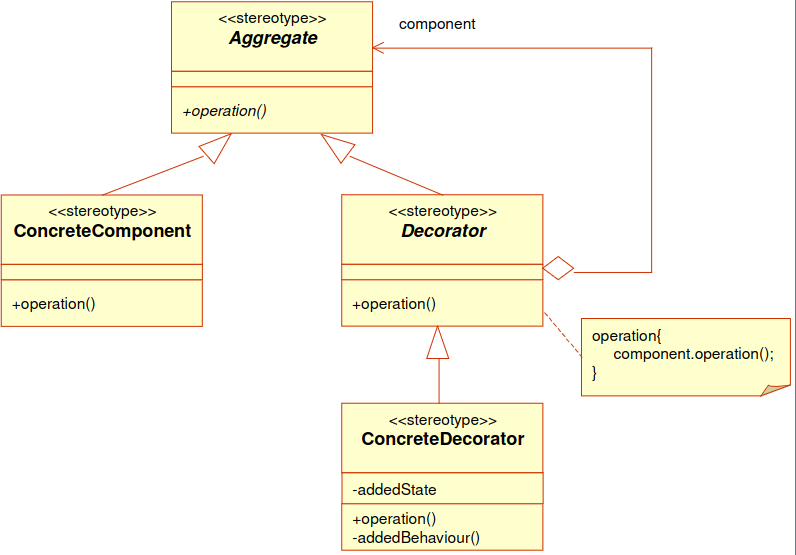 <<stereotype>>
Aggregate
+operation()
component
<<stereotype>>
ConcreteComponent
+operation()
<<stereotype>>
Decorator
+operation()
operation{
component.operation();
}
<<stereotype>>
ConcreteDecorator
-addedState
+operation()
-addedBehaviour()